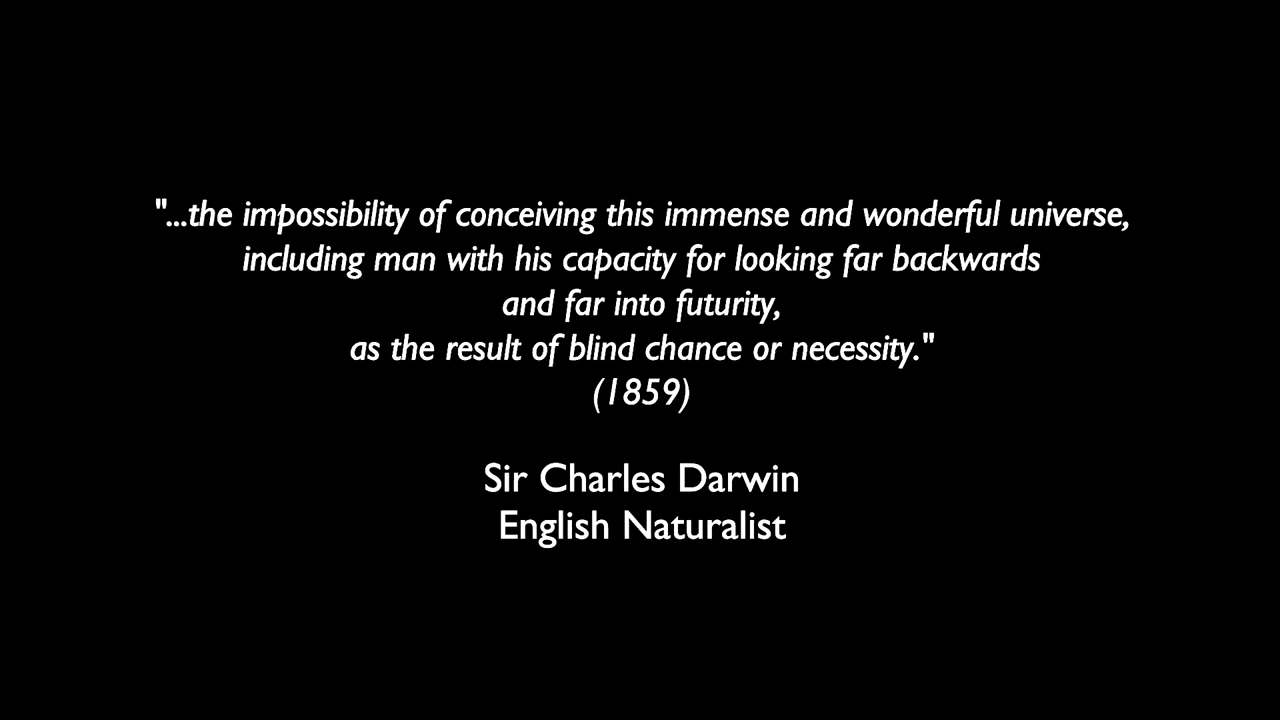 "...the impossibility of conceiving this immense and wonderful universe,
including man with his capacity for looking far backwards
and far into futurity,
as the result of blind chance or necessity."
(1859)
Sir Charles Darwin
English Naturalist